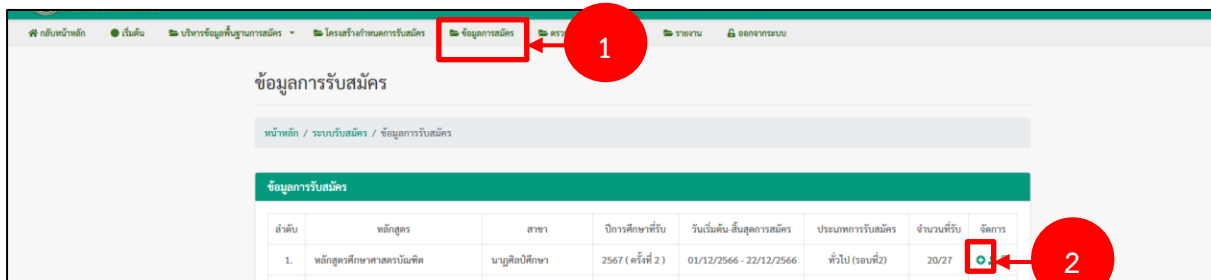 กลับหน้าหลัก เริ่มต้น บริหารข้อมูลพื้นฐานการสมัคร โครงสร้างกำหนดการรับสมัคร ข้อมูลการสมัคร รายงาน ออกจากระบบ
1
ข้อมูลการรับสมัคร
หน้าหลัก / ระบบรับสมัคร / ข้อมูลการรับสมัคร
ข้อมูลการรับสมัคร
ลำดับ หลักสูตร สาขา ปีการศึกษาที่รับ วันเริ่มต้น-สิ้นสุดการสมัคร ประเภทการรับสมัคร จำนวนที่รับ จัดการ
1. หลักสูตรศึกษาศาสตรบัณฑิต นาฏศิลป์ศึกษา 2567 ( ครั้งที่ 2 ) 01/12/2566 - 22/12/2566 ทั่วไป (รอบที่2) 20/27
2